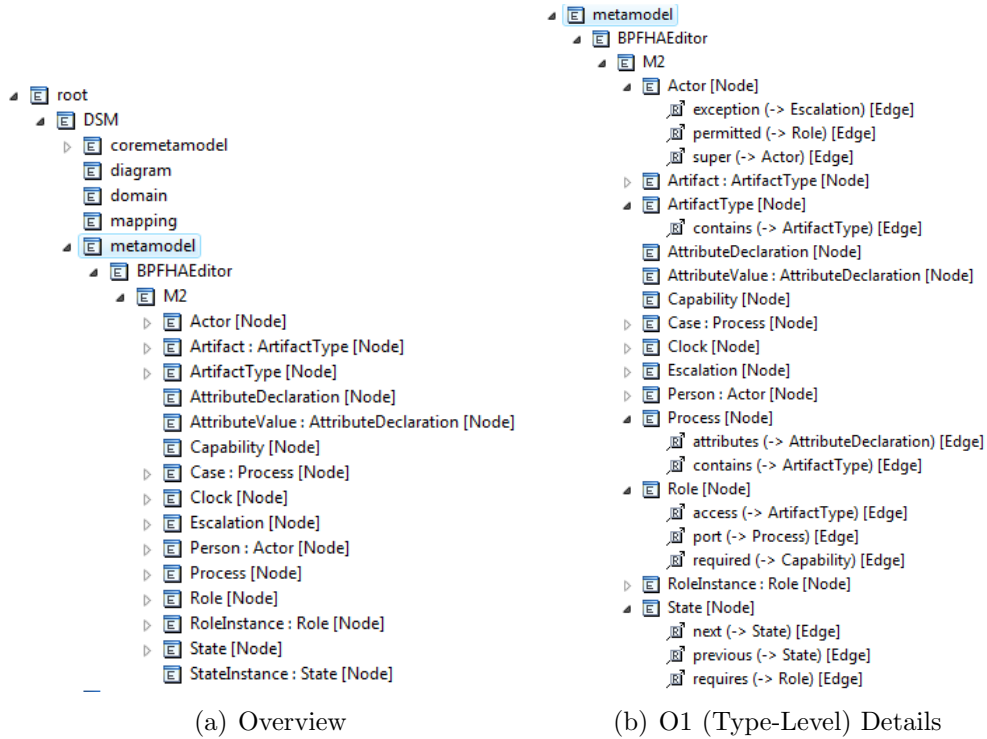 root
DSM
coremetamodel
diagram
domain
mapping
metamodel
BPFHAEditor
M2
Actor [Node]
Artifact : ArtifactType [Node]
ArtifactType [Node]
AttributeDeclaration [Node]
AttributeValue : AttributeDeclaration [Node]
Capability [Node]
Case : Process [Node]
Clock [Node]
Escalation [Node]
Person : Actor [Node]
Process [Node]
Role [Node]
RoleInstance : Role [Node]
State [Node]
StateInstance : State [Node]
(a) Overview
metamodel
BPFHAEditor
M2
Actor [Node]
exception (-> Escalation) [Edge]
permitted (-> Role) [Edge]
super (-> Actor) [Edge]
Artifact : ArtifactType [Node]
ArtifactType [Node]
contains (-> ArtifactType) [Edge]
AttributeDeclaration [Node]
AttributeValue : AttributeDeclaration [Node]
Capability [Node]
Case : Process [Node]
Clock [Node]
Escalation [Node]
Person : Actor [Node]
Process [Node]
attributes (-> AttributeDeclaration) [Edge]
contains (-> ArtifactType) [Edge]
Role [Node]
access (-> ArtifactType) [Edge]
port (-> Process) [Edge]
required (-> Capability) [Edge]
RoleInstance : Role [Node]
State [Node]
next (-> State) [Edge]
previous (-> State) [Edge]
requires (-> Role) [Edge]
(b) O1 (Type-Level) Details